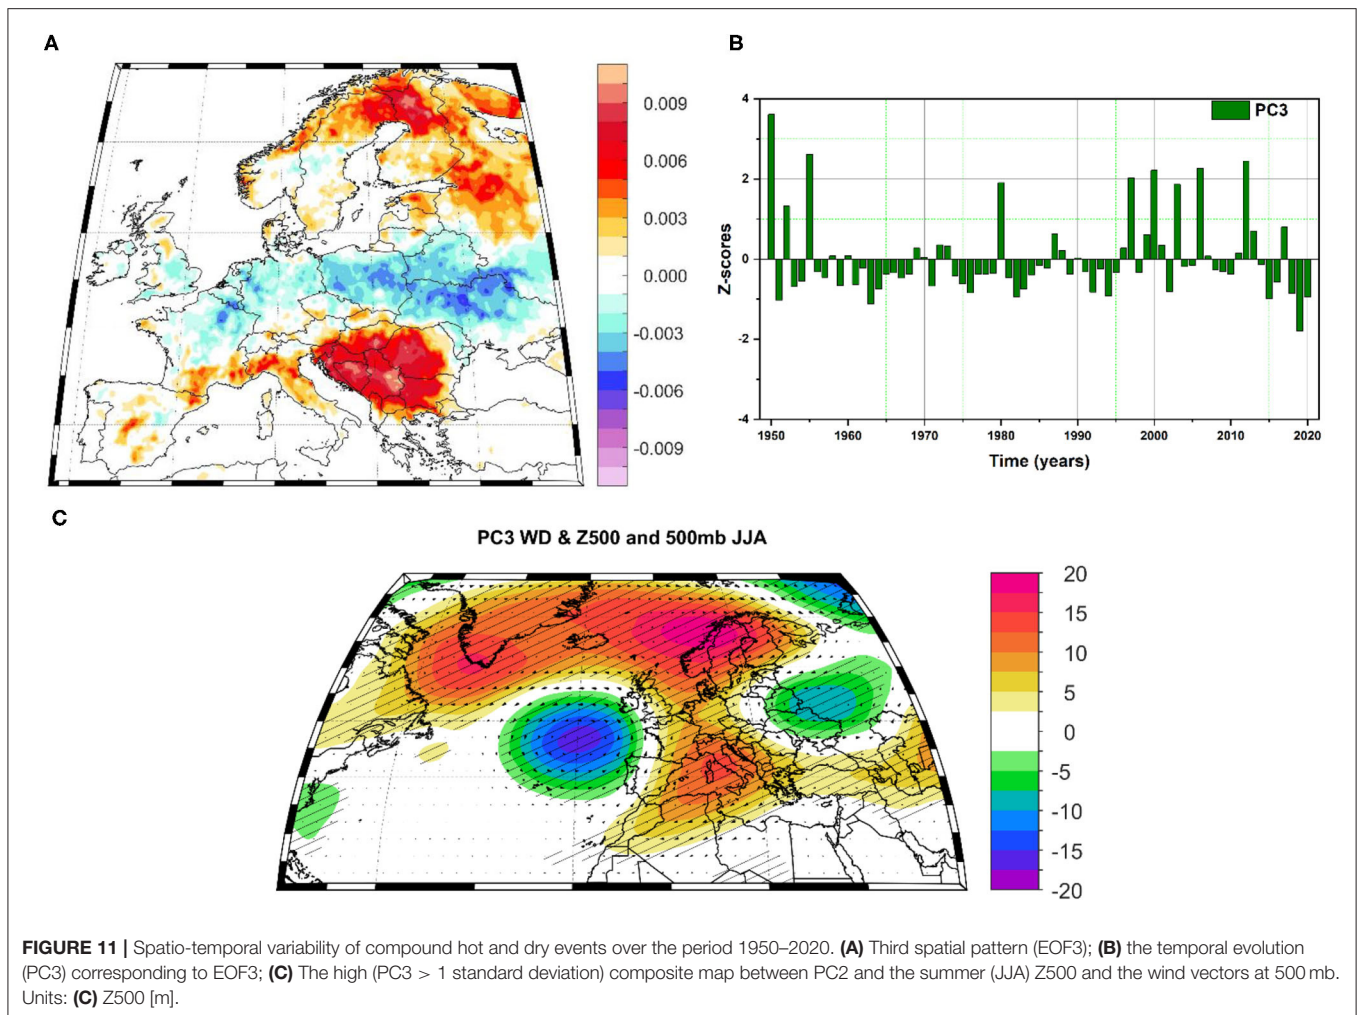 A
0.009
0.006
0.003
0.000
-0.003
-0.006
-0.009
B
PC3
Z-scores
4
2
0
-2
-4
1950 1960 1970 1980 1990 2000 2010 2020
Time (years)
C
PC3 WD & Z500 and 500mb JJA
20
15
10
5
0
-5
-10
-15
-20
FIGURE 11 | Spatio-temporal variability of compound hot and dry events over the period 1950–2020. (A) Third spatial pattern (EOF3); (B) the temporal evolution
(PC3) corresponding to EOF3; (C) The high (PC3 > 1 standard deviation) composite map between PC2 and the summer (JJA) Z500 and the wind vectors at 500 mb.
Units: (C) Z500 [m].